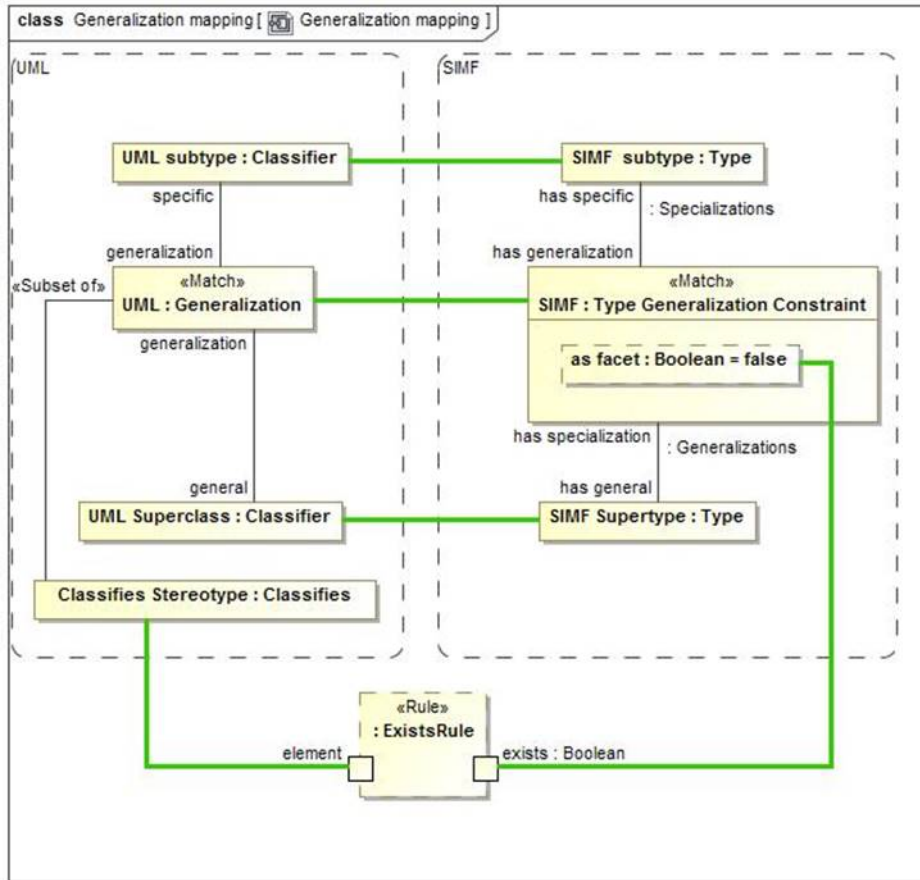 class Generalization mapping [ Generalization mapping ]
UML
SIMF
UML subtype : Classifier
SIMF subtype : Type
specific
has specific
: Specializations
generalization
has generalization
«Subset of»
«Match»
UML : Generalization
«Match»
SIMF : Type Generalization Constraint
generalization
as facet : Boolean = false
has specialization
: Generalizations
general
has general
UML Superclass : Classifier
SIMF Supertype : Type
Classifies Stereotype : Classifies
«Rule»
: ExistsRule
element
exists : Boolean